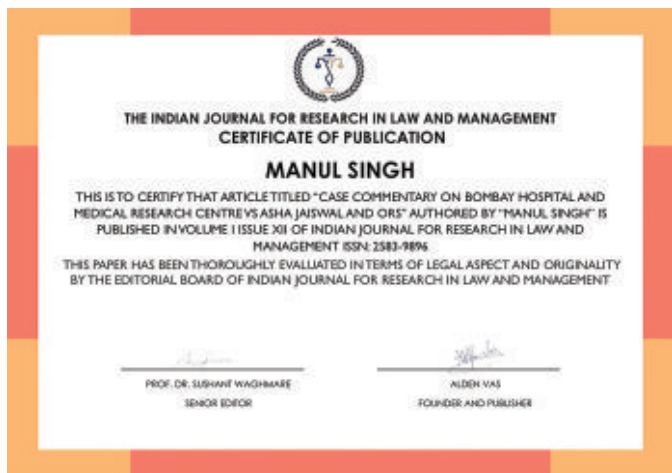 THE INDIAN JOURNAL FOR RESEARCH IN LAW AND MANAGEMENT
CERTIFICATE OF PUBLICATION
MANUL SINGH
THIS IS TO CERTIFY THAT ARTICLE TITLED "CASE COMMENTARY ON BOMBAY HOSPITAL AND
MEDICAL RESEARCH CENTRE VS ASHA JAISWAL AND ORS" AUTHORED BY "MANUL SINGH" IS
PUBLISHED IN VOLUME I ISSUE XII OF INDIAN JOURNAL FOR RESEARCH IN LAW AND
MANAGEMENT ISSN: 2583-9896
THIS PAPER HAS BEEN THOROUGHLY EVALUATED IN TERMS OF LEGAL ASPECT AND ORIGINALITY
BY THE EDITORIAL BOARD OF INDIAN JOURNAL FOR RESEARCH IN LAW AND MANAGEMENT
PROF. DR. SUSHANT WAGHMARE
SENIOR EDITOR
ALDEN VAS
FOUNDER AND PUBLISHER